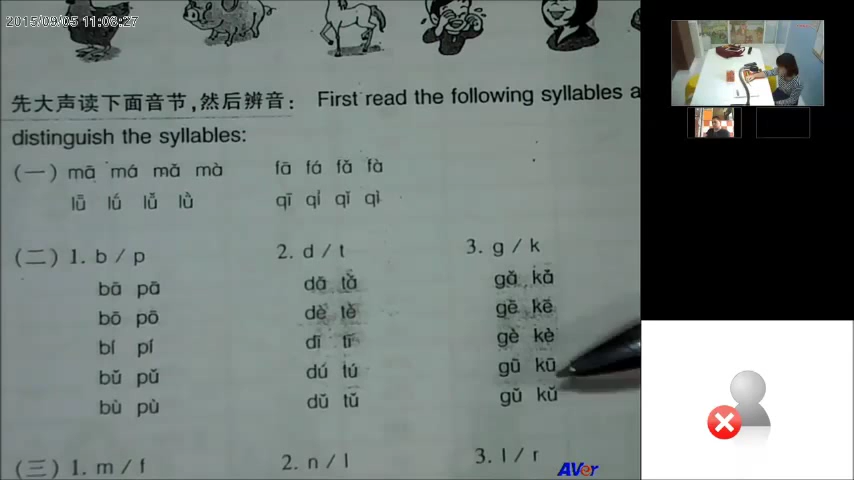 2015/09/05 11:06:27
先大声读下面音节，然后辨音： First read the following syllables a
distinguish the syllables:
(一) mā má mǎ mà fā fá fǎ fà
lǖ lǘ lǚ lǜ qī qí qǐ qì
(二) 1. b / p 2. d / t 3. g / k
bā pā dǎ tǎ gǎ kǎ
bō pō dè tè gē kē
bí pí dī tī gè kè
bǔ pǔ dú tú gū kū
bù pù dǔ tǔ gǔ kǔ
(三) 1. m / f 2. n / l 3. l / r
AVer